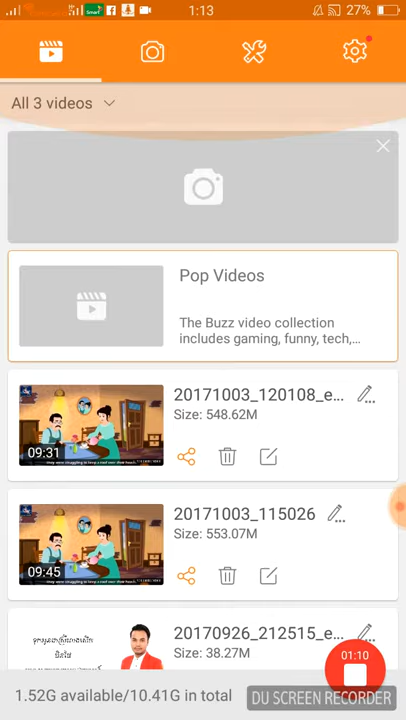 Smart
1:13
27%
All 3 videos
Pop Videos
The Buzz video collection
includes gaming, funny, tech,...
20171003_120108_e...
Size: 548.62M
09:31
20171003_115026
Size: 553.07M
09:45
20170926_212515_e...
Size: 38.27M
01:10
1.52G available/10.41G in total
DU SCREEN RECORDER